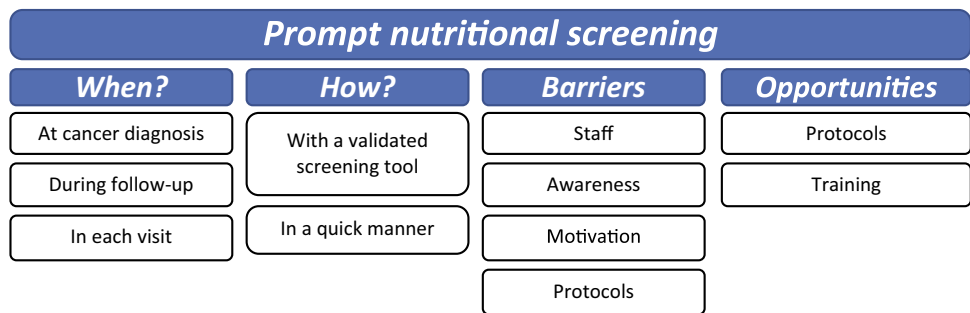 Prompt nutritional screening
When?
At cancer diagnosis
During follow-up
In each visit
How?
With a validated
screening tool
In a quick manner
Barriers
Staff
Awareness
Motivation
Protocols
Opportunities
Protocols
Training